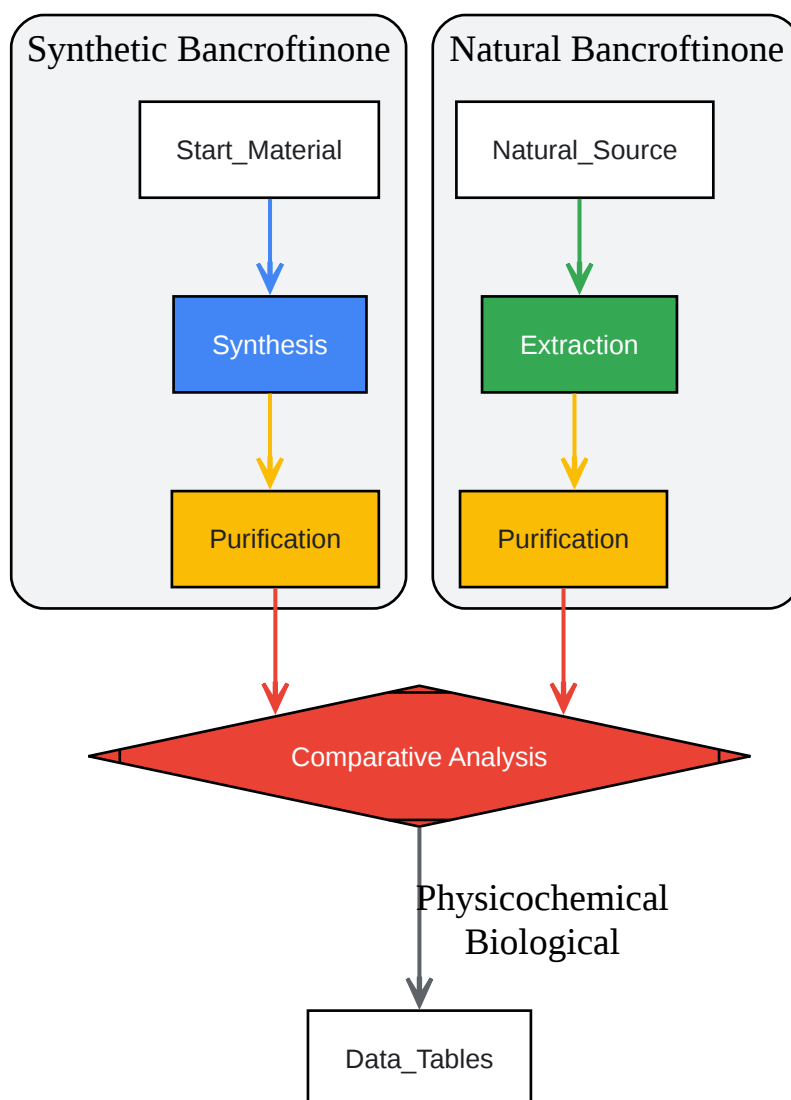 Synthetic Bancroftinone
Natural Bancroftinone
Start_Material
Natural_Source
Synthesis
Extraction
Purification
Purification
Comparative Analysis
Physicochemical
Biological
Data_Tables